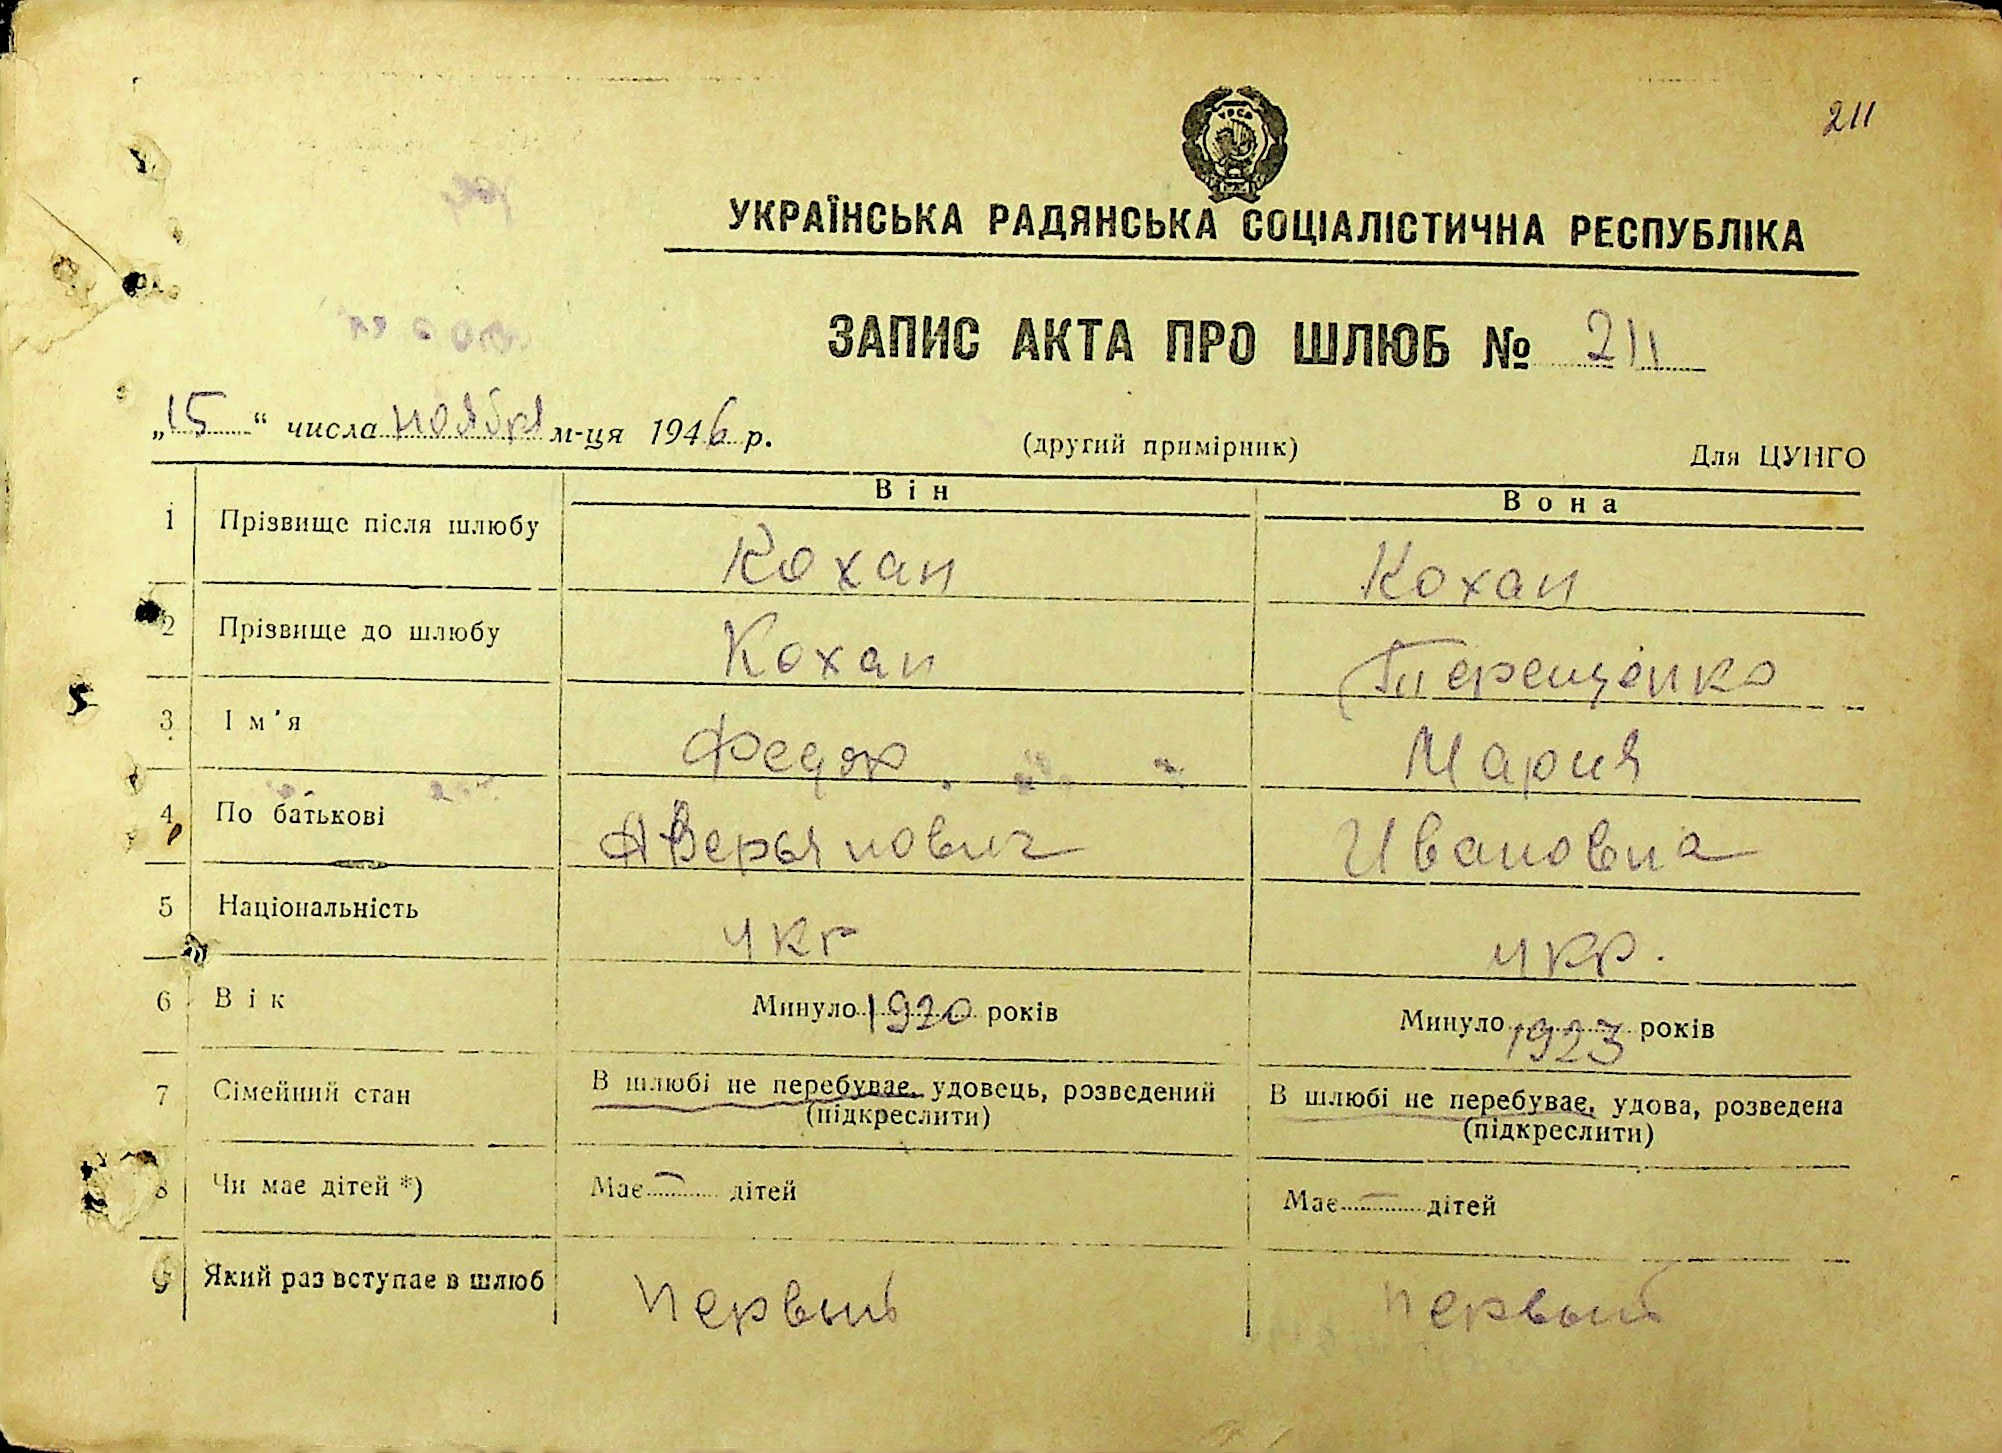 211
УРСР
УКРАЇНСЬКА РАДЯНСЬКА СОЦІАЛІСТИЧНА РЕСПУБЛІКА
ЗАПИС АКТА ПРО ШЛЮБ № 211
„15" числа ноября м-ця 1946 р.
(другий примірник)
Для ЦУНГО
Він Вона
1 Прізвище після шлюбу Кохан Кохан
2 Прізвище до шлюбу Кохан Терещенко
3 Ім'я Федор Мария
4 По батькові Аверьянович Ивановна
5 Національність укр укр.
6 Вік Минуло 1920 років Минуло 1923 років
7 Сімейний стан В шлюбі не перебуває, удовець, розведений (підкреслити) В шлюбі не перебуває, удова, розведена (підкреслити)
8 Чи має дітей *) Має — дітей Має — дітей
9 Який раз вступає в шлюб первый первый